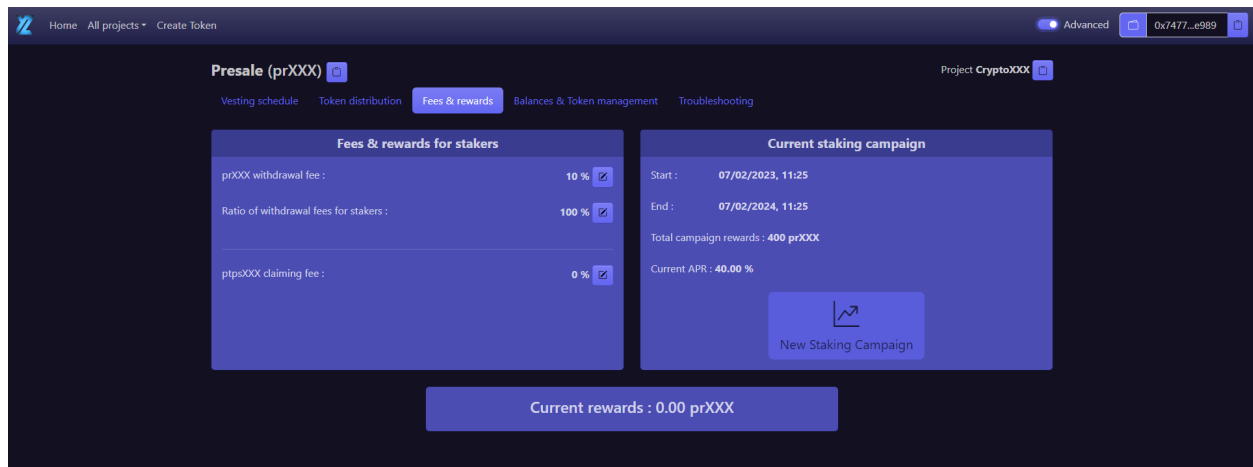 Home All projects Create Token Advanced 0x7477...e989
Presale (prXXX) Project CryptoXXX
Vesting schedule Token distribution Fees & rewards Balances & Token management Troubleshooting
Fees & rewards for stakers
prXXX withdrawal fee : 10 %
Ratio of withdrawal fees for stakers : 100 %
ptpsXXX claiming fee : 0 %
Current staking campaign
Start : 07/02/2023, 11:25
End : 07/02/2024, 11:25
Total campaign rewards : 400 prXXX
Current APR : 40.00 %
New Staking Campaign
Current rewards : 0.00 prXXX